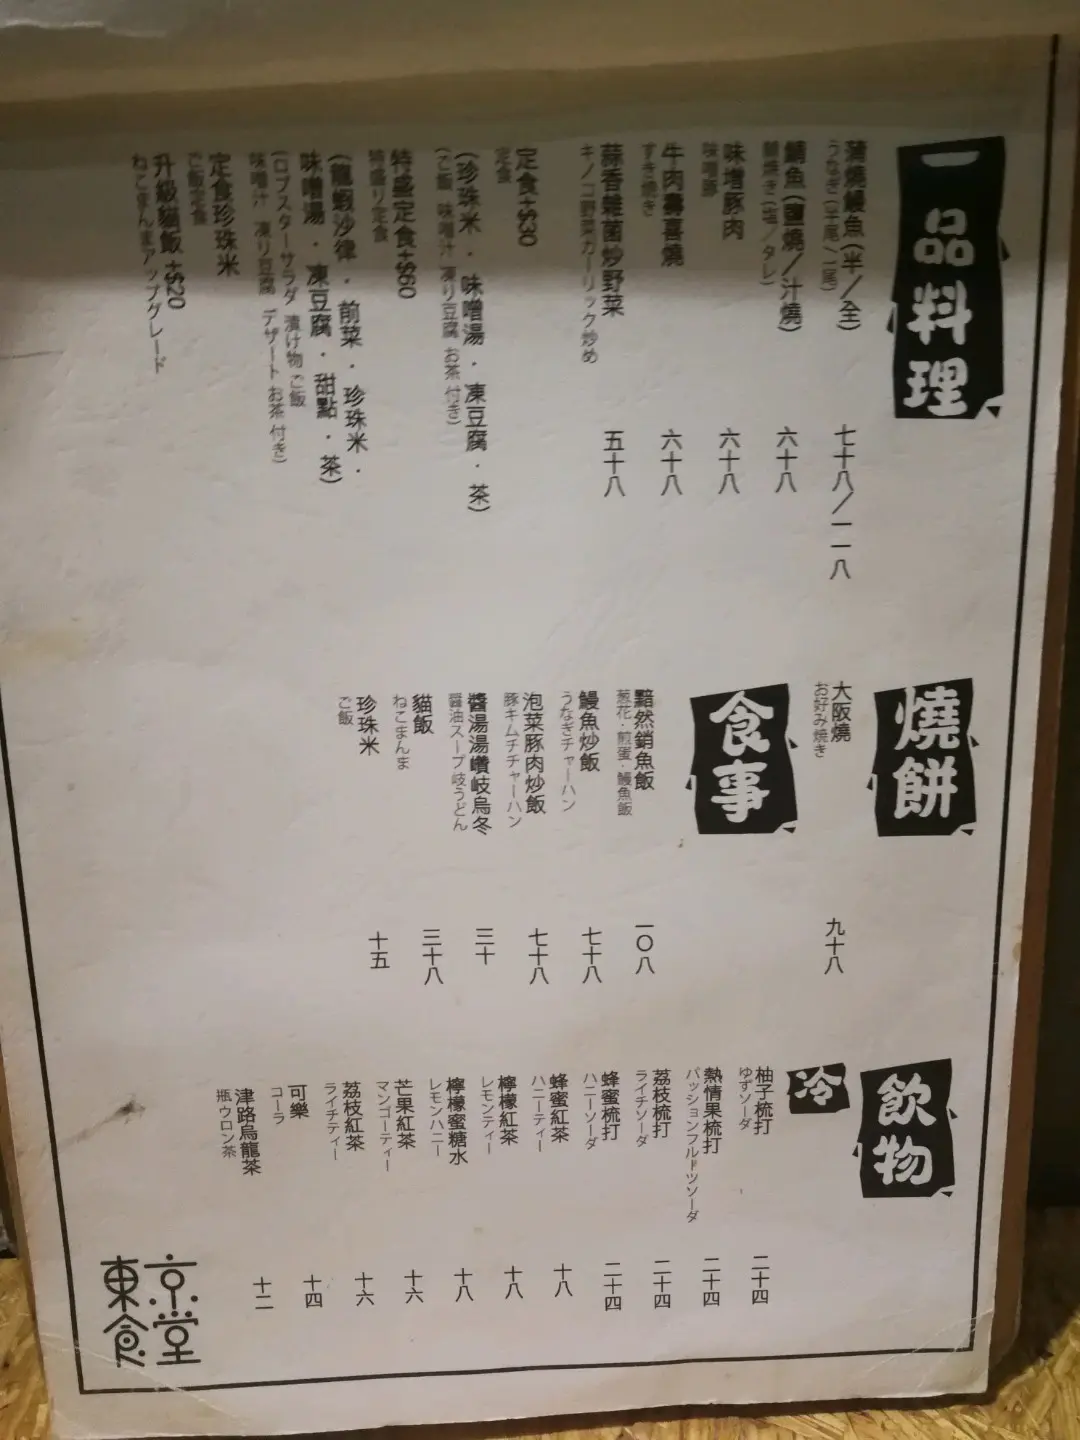 一品料理
蒲燒鰻魚(半／全)
うなぎ(半尾/一尾)
七十八／一一八
鯖魚(鹽燒／汁燒)
鯖焼き(塩/タレ)
六十八
味增豚肉
味噌豚
六十八
牛肉壽喜燒
すき焼き
六十八
蒜香雜菌炒野菜
キノコ野菜ガーリック炒め
五十八
定食+$30
定食
(珍珠米．味噌湯．凍豆腐．茶)
(ご飯 味噌汁 凍り豆腐 お茶 付き)
特盛定食+$60
特盛り定食
(龍蝦沙律．前菜．珍珠米．
味噌湯．凍豆腐．甜點．茶)
(ロブスターサラダ 漬け物 ご飯
味噌汁 凍り豆腐 デザート お茶 付き)
定食珍珠米
ご飯定食
升級貓飯+$20
ねこまんまアップグレード
燒餅
大阪燒
お好み焼き
九十八
食事
黯然銷魚飯
葱花·煎蛋·鰻魚飯
一〇八
鰻魚炒飯
うなぎチャーハン
七十八
泡菜豚肉炒飯
豚キムチチャーハン
七十八
醬湯湯讚岐烏冬
醤油スープ岐うどん
三十
貓飯
ねこまんま
三十八
珍珠米
ご飯
十五
飲物
冷
柚子梳打
ゆずソーダ
二十四
熱情果梳打
パッションフルーツソーダ
二十四
荔枝梳打
ライチソーダ
二十四
蜂蜜梳打
ハニーソーダ
二十四
蜂蜜紅茶
ハニーティー
十八
檸檬紅茶
レモンティー
十八
檸檬蜜糖水
レモンハニー
十八
芒果紅茶
マンゴーティー
十六
荔枝紅茶
ライチティー
十六
可樂
コーラ
十四
津路烏龍茶
瓶ウロン茶
十二
東京
食堂